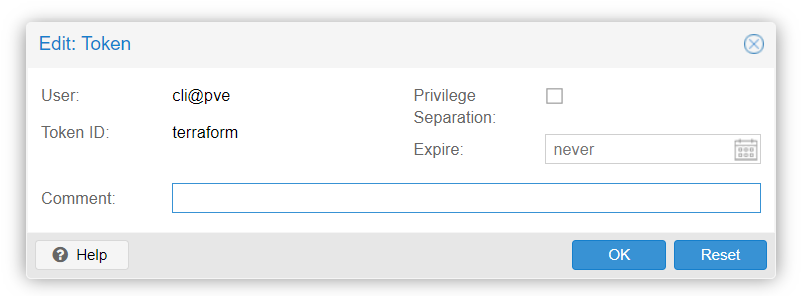 Edit: Token
User: cli@pve
Privilege
Separation:
Token ID: terraform
Expire: never
Comment:
Help OK Reset